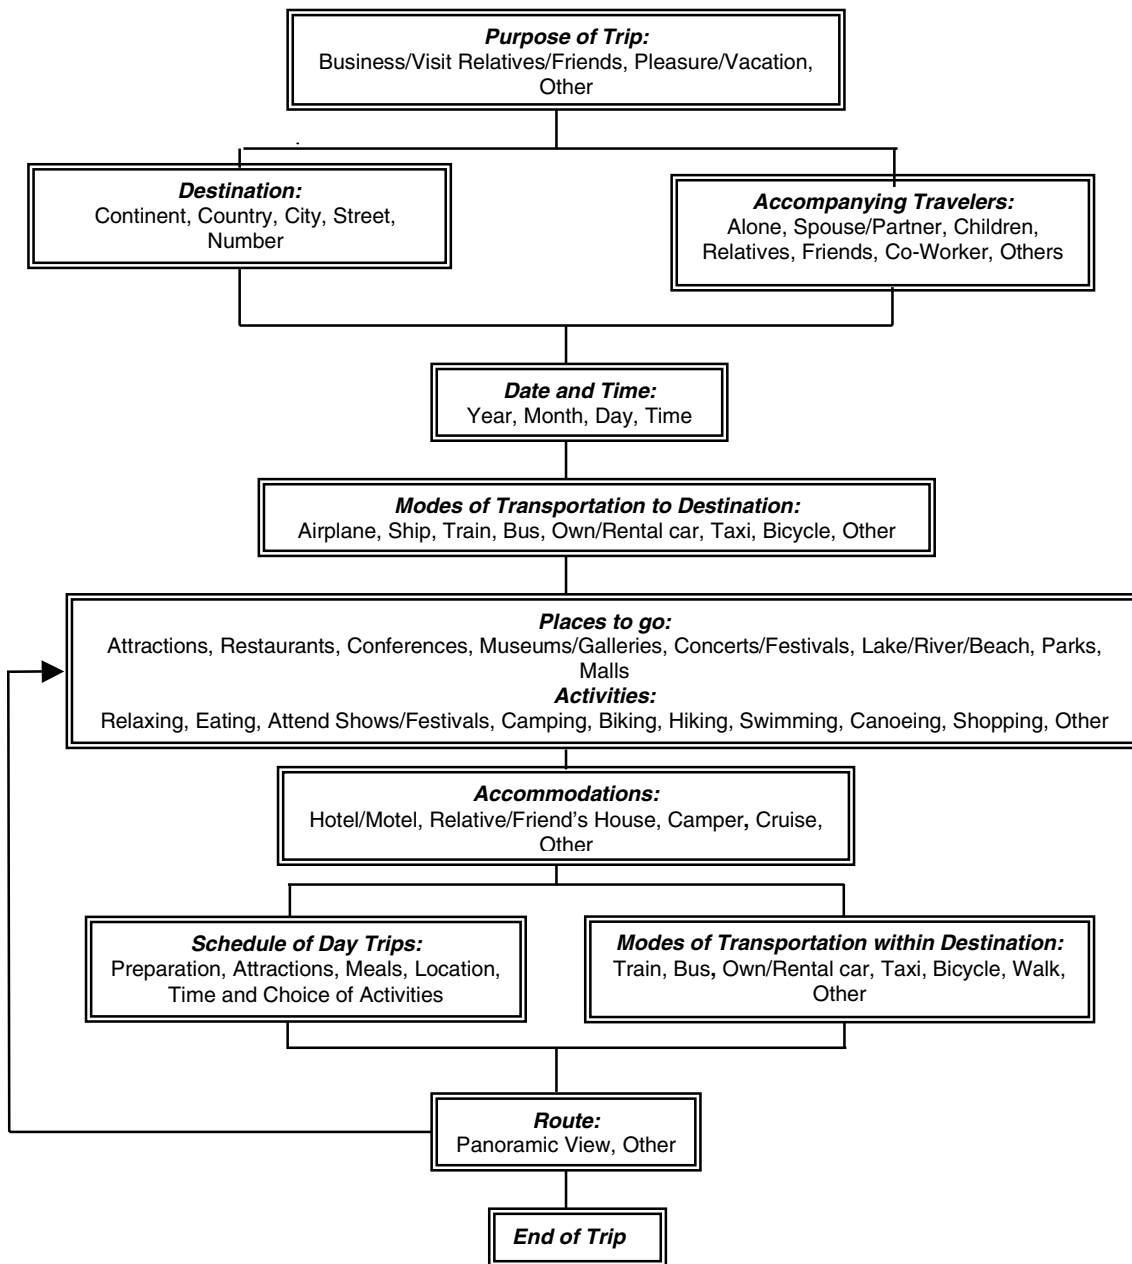 Purpose of Trip:
Business/Visit Relatives/Friends, Pleasure/Vacation,
Other
Destination:
Continent, Country, City, Street,
Number
Accompanying Travelers:
Alone, Spouse/Partner, Children,
Relatives, Friends, Co-Worker, Others
Date and Time:
Year, Month, Day, Time
Modes of Transportation to Destination:
Airplane, Ship, Train, Bus, Own/Rental car, Taxi, Bicycle, Other
Places to go:
Attractions, Restaurants, Conferences, Museums/Galleries, Concerts/Festivals, Lake/River/Beach, Parks,
Malls
Activities:
Relaxing, Eating, Attend Shows/Festivals, Camping, Biking, Hiking, Swimming, Canoeing, Shopping, Other
Accommodations:
Hotel/Motel, Relative/Friend’s House, Camper, Cruise,
Other
Schedule of Day Trips:
Preparation, Attractions, Meals, Location,
Time and Choice of Activities
Modes of Transportation within Destination:
Train, Bus, Own/Rental car, Taxi, Bicycle, Walk,
Other
Route:
Panoramic View, Other
End of Trip